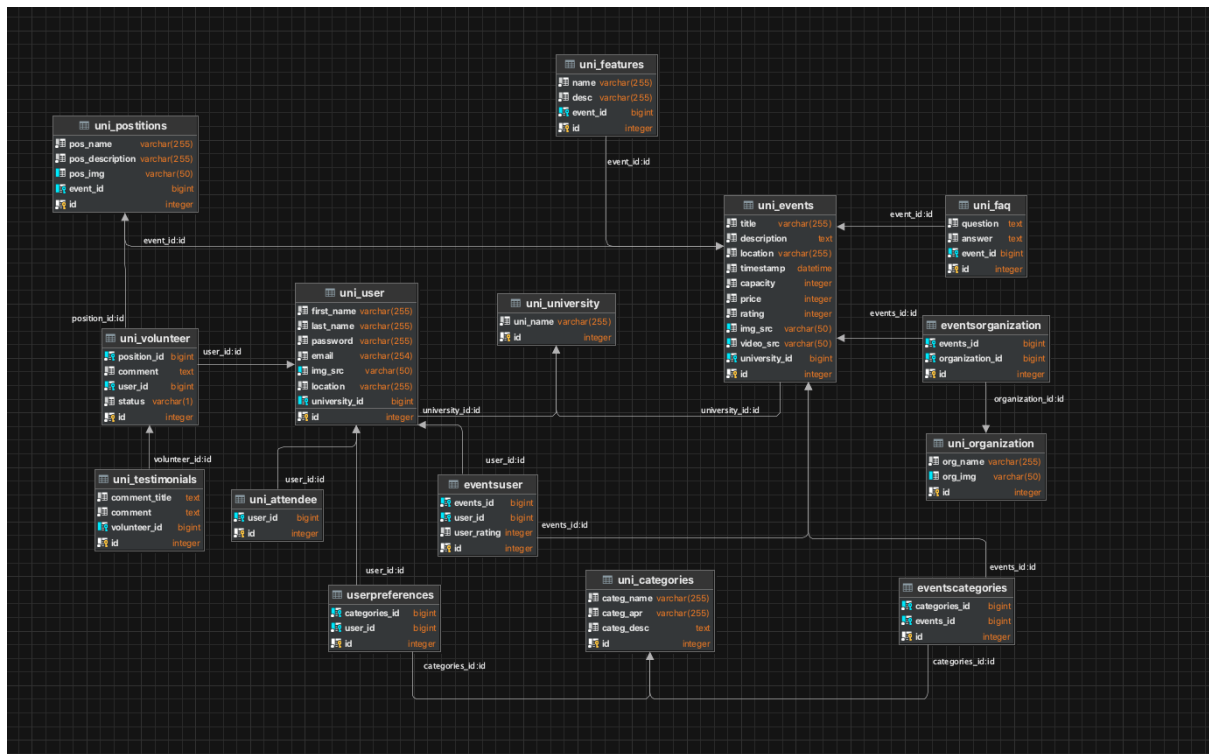 uni_features
name varchar(255)
desc varchar(255)
event_id bigint
id integer
event_id:id
uni_postitions
pos_name varchar(255)
pos_description varchar(255)
pos_img varchar(50)
event_id bigint
id integer
event_id:id
position_id:id
uni_events
title varchar(255)
description text
location varchar(255)
timestamp datetime
capacity integer
price integer
rating integer
img_src varchar(50)
video_src varchar(50)
university_id bigint
id integer
event_id:id
uni_faq
question text
answer text
event_id bigint
id integer
uni_user
first_name varchar(255)
last_name varchar(255)
password varchar(255)
email varchar(254)
img_src varchar(50)
location varchar(255)
university_id bigint
id integer
uni_university
uni_name varchar(255)
id integer
university_id:id
university_id:id
events_id:id
eventsorganization
events_id bigint
organization_id bigint
id integer
organization_id:id
uni_volunteer
position_id bigint
comment text
user_id bigint
status varchar(1)
id integer
user_id:id
volunteer_id:id
uni_organization
org_name varchar(255)
org_img varchar(50)
id integer
uni_testimonials
comment_title text
comment text
volunteer_id bigint
id integer
user_id:id
uni_attendee
user_id bigint
id integer
user_id:id
eventsuser
events_id bigint
user_id bigint
user_rating integer
id integer
events_id:id
user_id:id
userpreferences
categories_id bigint
user_id bigint
id integer
categories_id:id
uni_categories
categ_name varchar(255)
categ_apr varchar(255)
categ_desc text
id integer
events_id:id
eventscategories
categories_id bigint
events_id bigint
id integer
categories_id:id